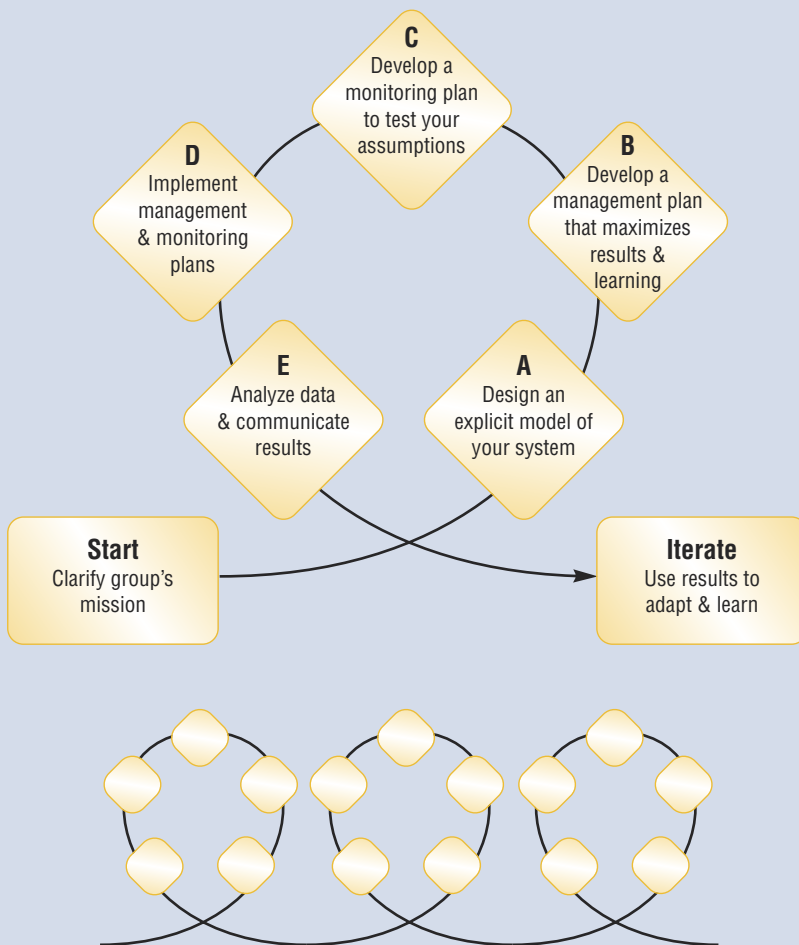 C
Develop a
monitoring plan
to test your
assumptions
D
Implement
management
& monitoring
plans
B
Develop a
management plan
that maximizes
results &
learning
E
Analyze data
& communicate
results
A
Design an
explicit model of
your system
Start
Clarify group’s
mission
Iterate
Use results to
adapt & learn